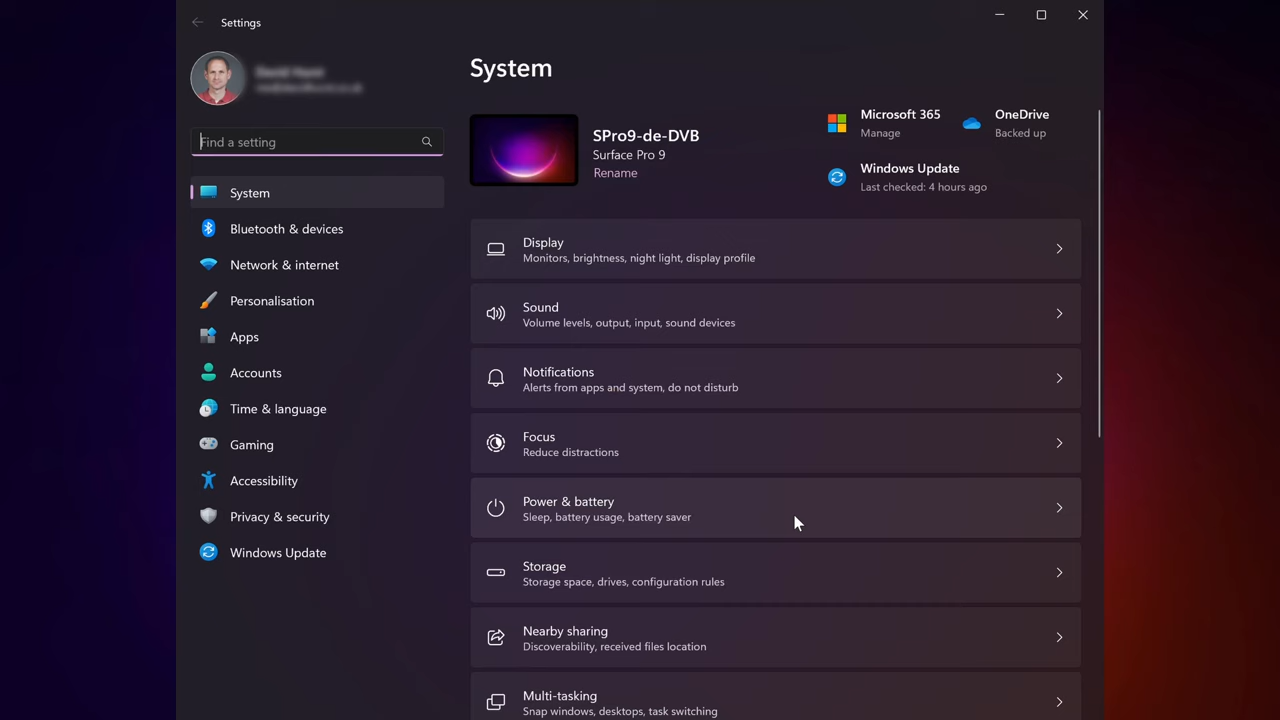 Settings
Find a setting
System
Bluetooth & devices
Network & internet
Personalisation
Apps
Accounts
Time & language
Gaming
Accessibility
Privacy & security
Windows Update
System
SPro9-de-DVB
Surface Pro 9
Rename
Microsoft 365
Manage
OneDrive
Backed up
Windows Update
Last checked: 4 hours ago
Display
Monitors, brightness, night light, display profile
Sound
Volume levels, output, input, sound devices
Notifications
Alerts from apps and system, do not disturb
Focus
Reduce distractions
Power & battery
Sleep, battery usage, battery saver
Storage
Storage space, drives, configuration rules
Nearby sharing
Discoverability, received files location
Multi-tasking
Snap windows, desktops, task switching